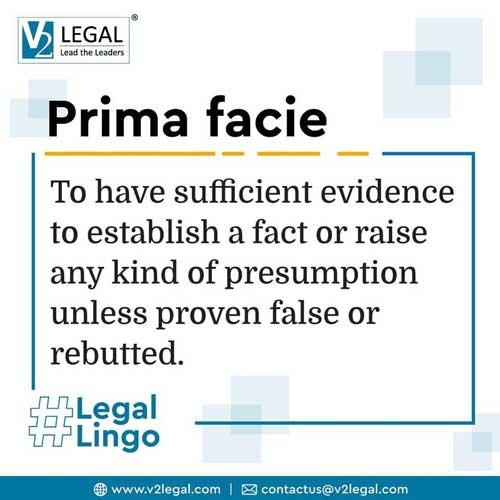 V2 LEGAL ®
Lead the Leaders
Prima facie
To have sufficient evidence
to establish a fact or raise
any kind of presumption
unless proven false or
rebutted.
#Legal
Lingo
www.v2legal.com | contactus@v2legal.com